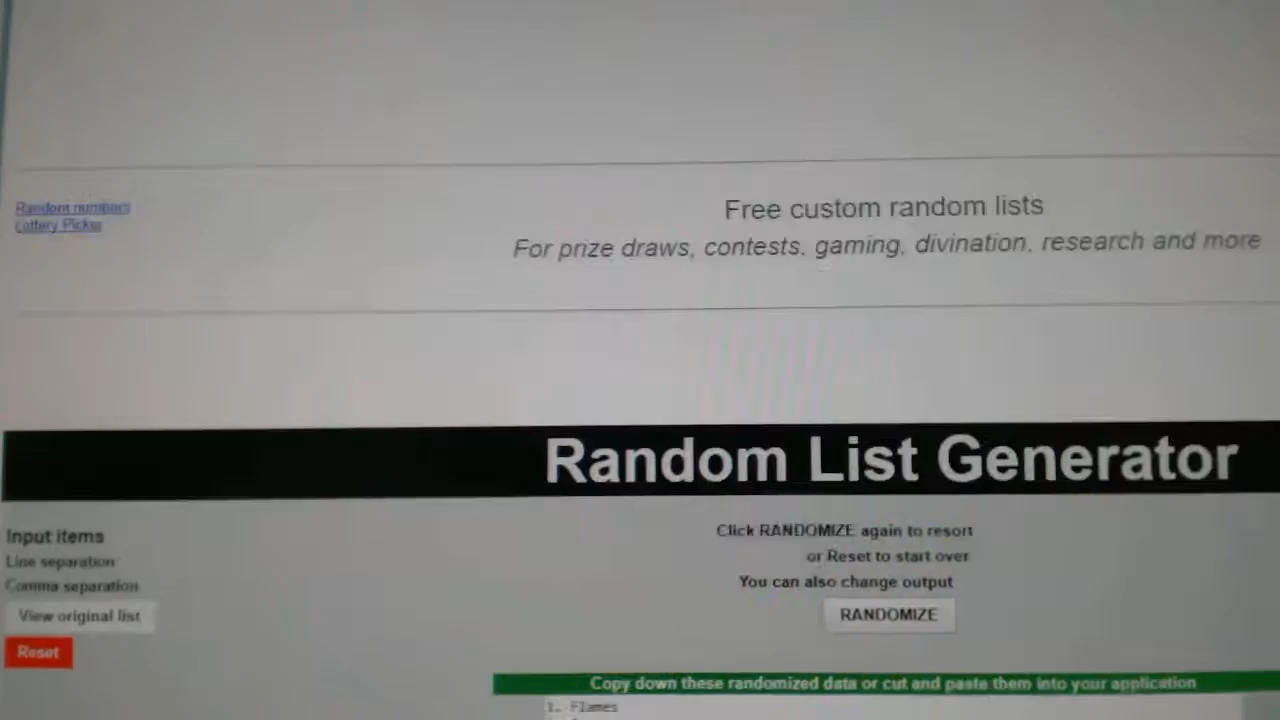 Random numbers
Lottery Picker
Free custom random lists
For prize draws, contests, gaming, divination, research and more
Random List Generator
Input items
Line separation
Comma separation
View original list
Reset
Click RANDOMIZE again to resort
or Reset to start over
You can also change output
RANDOMIZE
Copy down these randomized data or cut and paste them into your application
1. Flames